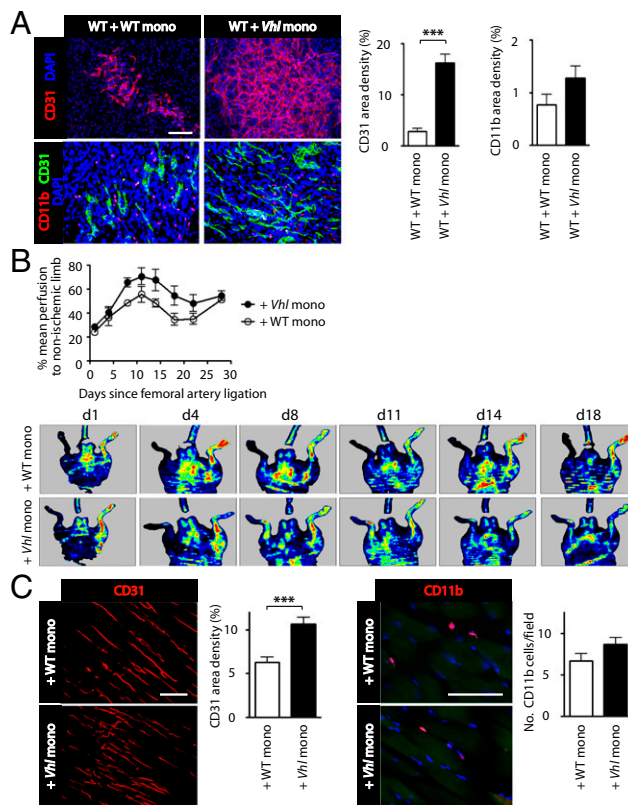 A
WT + WT mono
WT + Vhl mono
CD31 DAPI
CD11b CD31
DAPI
CD31 area density (%)
20
10
0
***
WT + WT mono
WT + Vhl mono
CD11b area density (%)
2
1
0
WT + WT mono
WT + Vhl mono
B
% mean perfusion
to non-ischemic limb
80
60
40
20
0
0 5 10 15 20 25 30
Days since femoral artery ligation
+ Vhl mono
+ WT mono
d1 d4 d8 d11 d14 d18
+ WT mono
+ Vhl mono
C
CD31
+ WT mono
+ Vhl mono
CD31 area density (%)
10
5
0
***
+ WT mono
+ Vhl mono
CD11b
+ WT mono
+ Vhl mono
No. CD11b cells/field
10
5
0
+ WT mono
+ Vhl mono